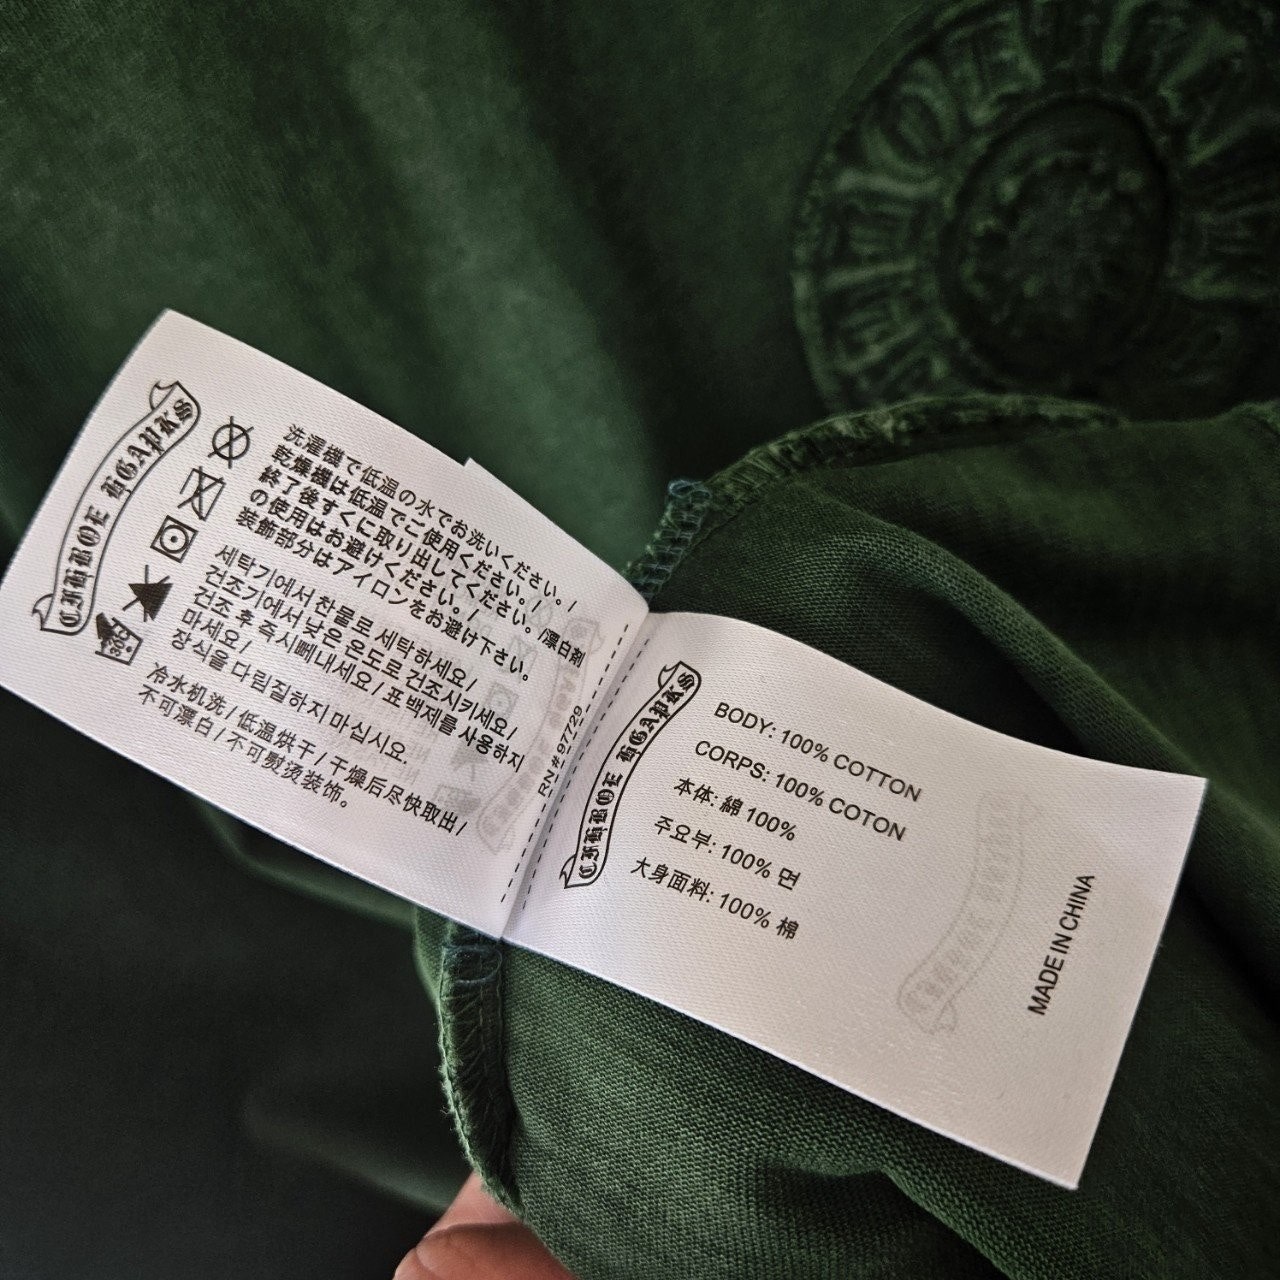 CFHBOE HGAPKS
洗濯機で低温の水でお洗いください。/
乾燥機は低温でご使用ください。/
終了後すぐに取り出してください。/漂白剤
の使用はお避けください。/
装飾部分はアイロンをお避け下さい。
세탁기에서 찬물로 세탁하세요/
건조기에서 낮은 온도로 건조시키세요/
건조 후 즉시빼내세요/ 표백제를 사용하지
마세요/
장식을 다림질하지 마십시요.
冷水机洗/低温烘干/干燥后尽快取出/
不可漂白/不可熨烫装饰。
RN # 97729
CFHBOE HGAPKS
BODY: 100% COTTON
CORPS: 100% COTON
本体: 綿 100%
주요부: 100% 면
大身面料: 100% 棉
MADE IN CHINA